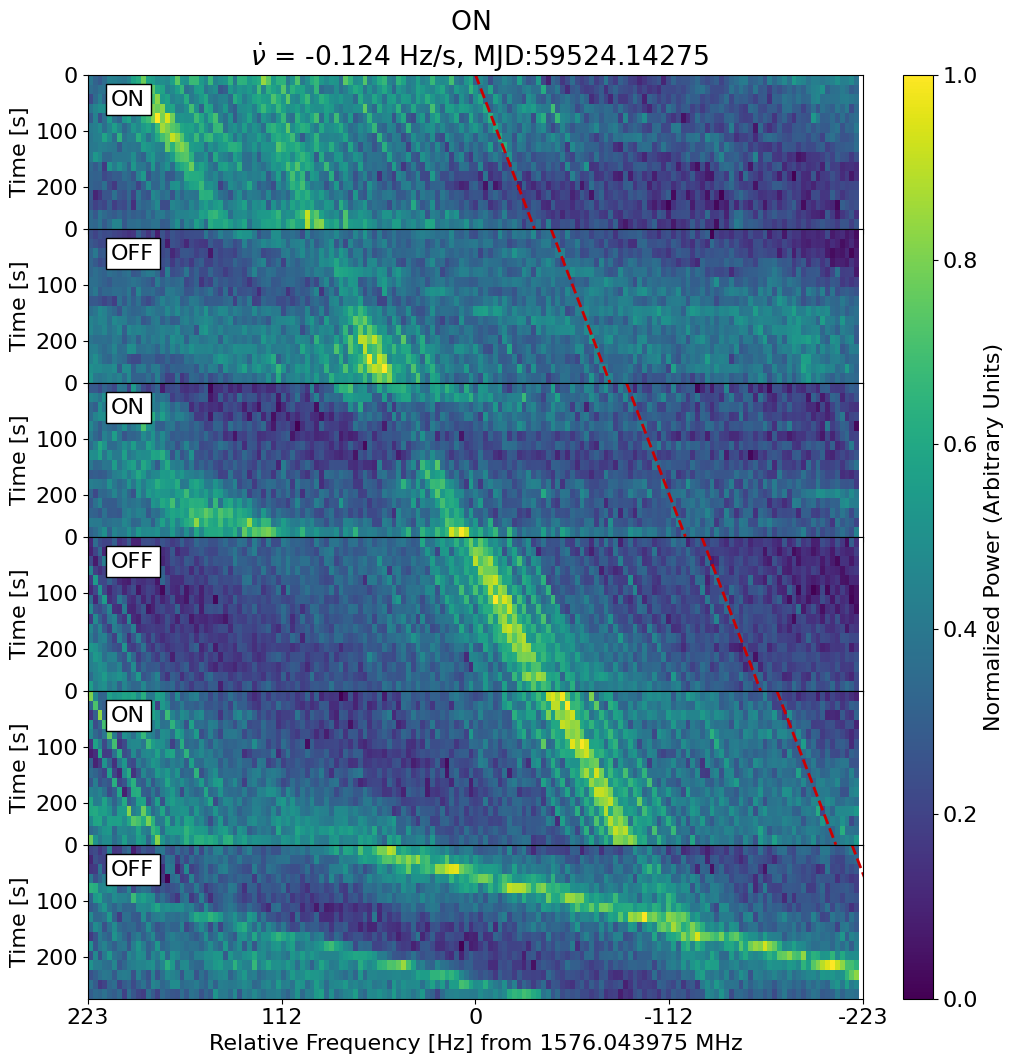 ON
ν̇ = -0.124 Hz/s, MJD:59524.14275
0
ON
100
Time [s]
200
0
OFF
100
Time [s]
200
0
ON
100
Time [s]
200
0
OFF
100
Time [s]
200
0
ON
100
Time [s]
200
0
OFF
100
Time [s]
200
223 112 0 -112 -223
Relative Frequency [Hz] from 1576.043975 MHz
1.0
0.8
0.6
0.4
0.2
0.0
Normalized Power (Arbitrary Units)